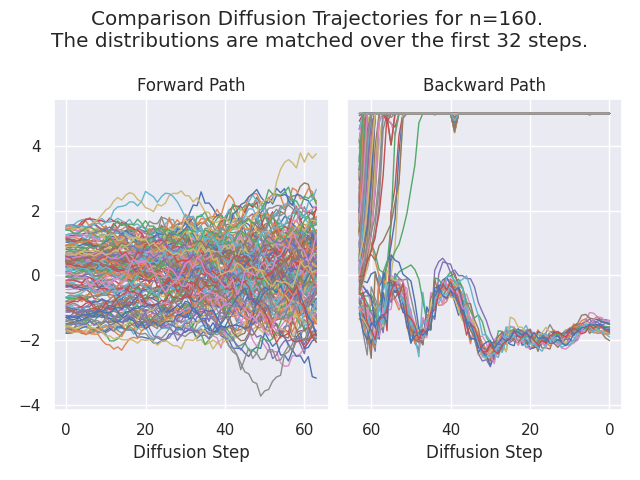 Comparison Diffusion Trajectories for n=160.
The distributions are matched over the first 32 steps.
Forward Path
Backward Path
4
2
0
−2
−4
0 20 40 60
60 40 20 0
Diffusion Step
Diffusion Step